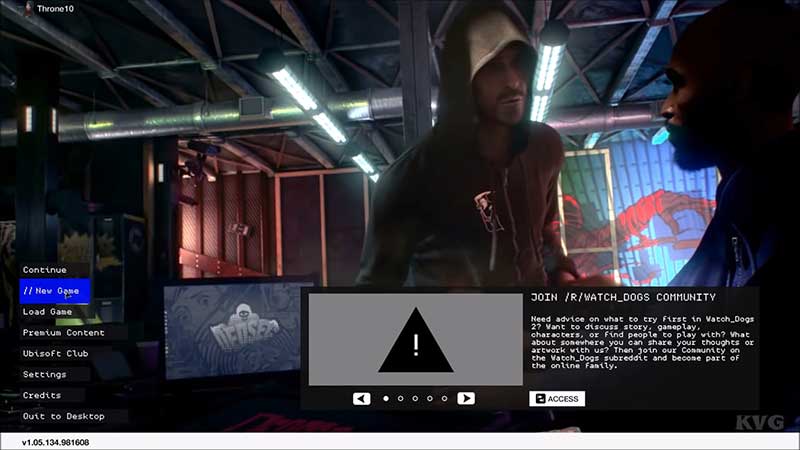 Throne10
Continue
//New Game
Load Game
Premium Content
Ubisoft Club
Settings
Credits
Quit to Desktop
DEDSEC
JOIN /R/WATCH_DOGS COMMUNITY
Need advice on what to try first in Watch_Dogs
2? Want to discuss story, gameplay,
characters, or find people to play with? What
about somewhere you can share your thoughts or
artwork with us? Then join our Community on
the Watch_Dogs subreddit and become part of
the online family.
!
ACCESS
KVG
v1.05.134.981608